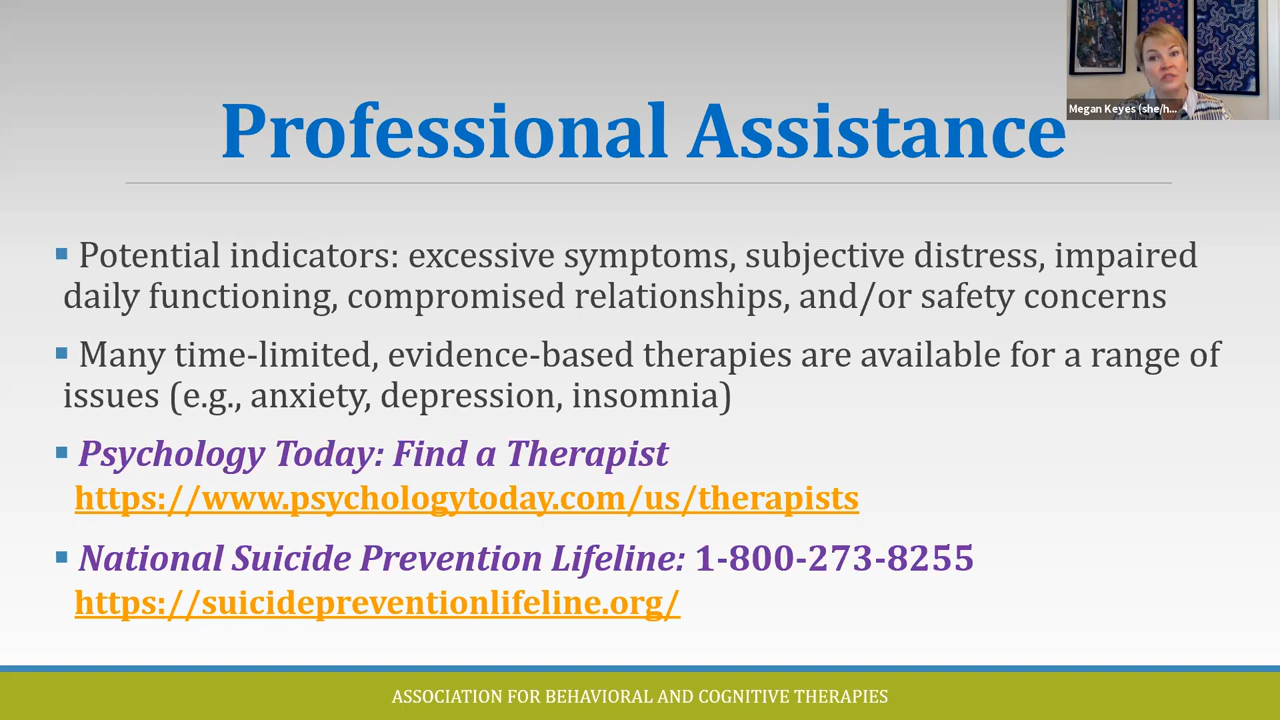 Megan Keyes (she/h...
Professional Assistance
▪ Potential indicators: excessive symptoms, subjective distress, impaired
daily functioning, compromised relationships, and/or safety concerns
▪ Many time-limited, evidence-based therapies are available for a range of
issues (e.g., anxiety, depression, insomnia)
▪ Psychology Today: Find a Therapist
https://www.psychologytoday.com/us/therapists
▪ National Suicide Prevention Lifeline: 1-800-273-8255
https://suicidepreventionlifeline.org/
ASSOCIATION FOR BEHAVIORAL AND COGNITIVE THERAPIES